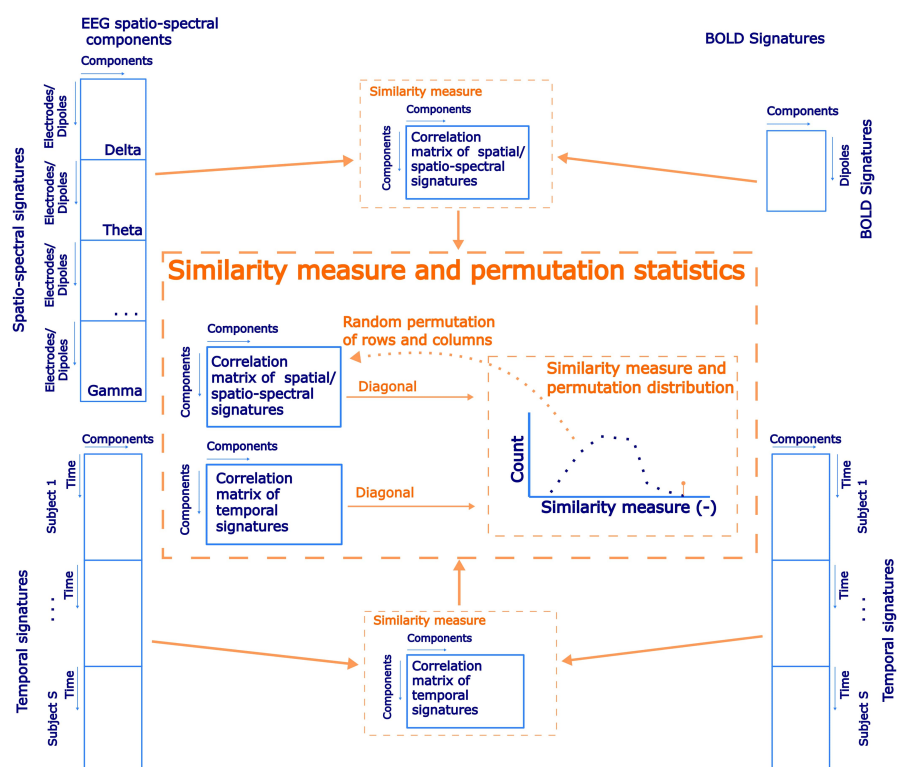 EEG spatio-spectral
components
BOLD Signatures
Components
Electrodes/
Dipoles
Delta
Electrodes/
Dipoles
Theta
Electrodes/
Dipoles
...
Electrodes/
Dipoles
Gamma
Spatio-spectral signatures
Similarity measure
Components
Components
Correlation
matrix of spatial/
spatio-spectral
signatures
Components
Dipoles
BOLD Signatures
Similarity measure and permutation statistics
Components
Components
Correlation
matrix of spatial/
spatio-spectral
signatures
Random permutation
of rows and columns
Diagonal
Components
Components
Correlation
matrix of
temporal
signatures
Diagonal
Similarity measure and
permutation distribution
Count
Similarity measure (-)
Components
Time
Subject 1
Time
...
Time
Subject S
Temporal signatures
Similarity measure
Components
Components
Correlation
matrix of
temporal
signatures
Components
Time
Subject 1
Time
...
Time
Subject S
Temporal signatures